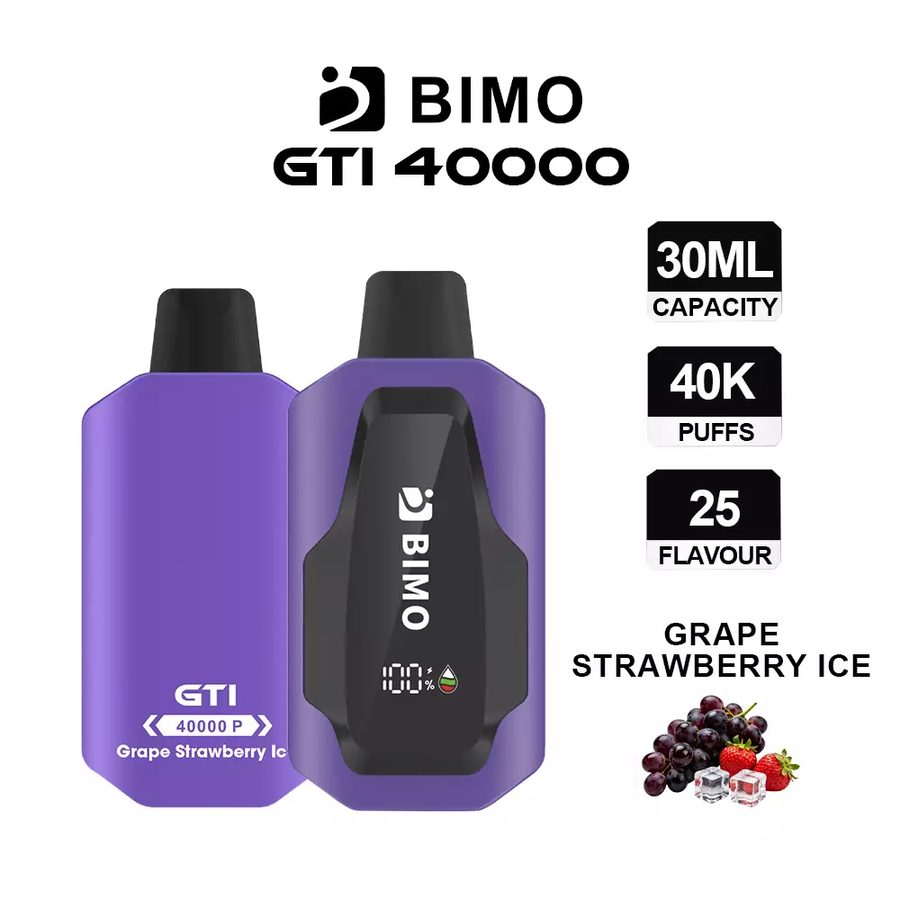 BIMO
GTI 40000
30ML
CAPACITY
40K
PUFFS
25
FLAVOUR
GRAPE
STRAWBERRY ICE
GTI
40000 P
Grape Strawberry Ic
BIMO
100%